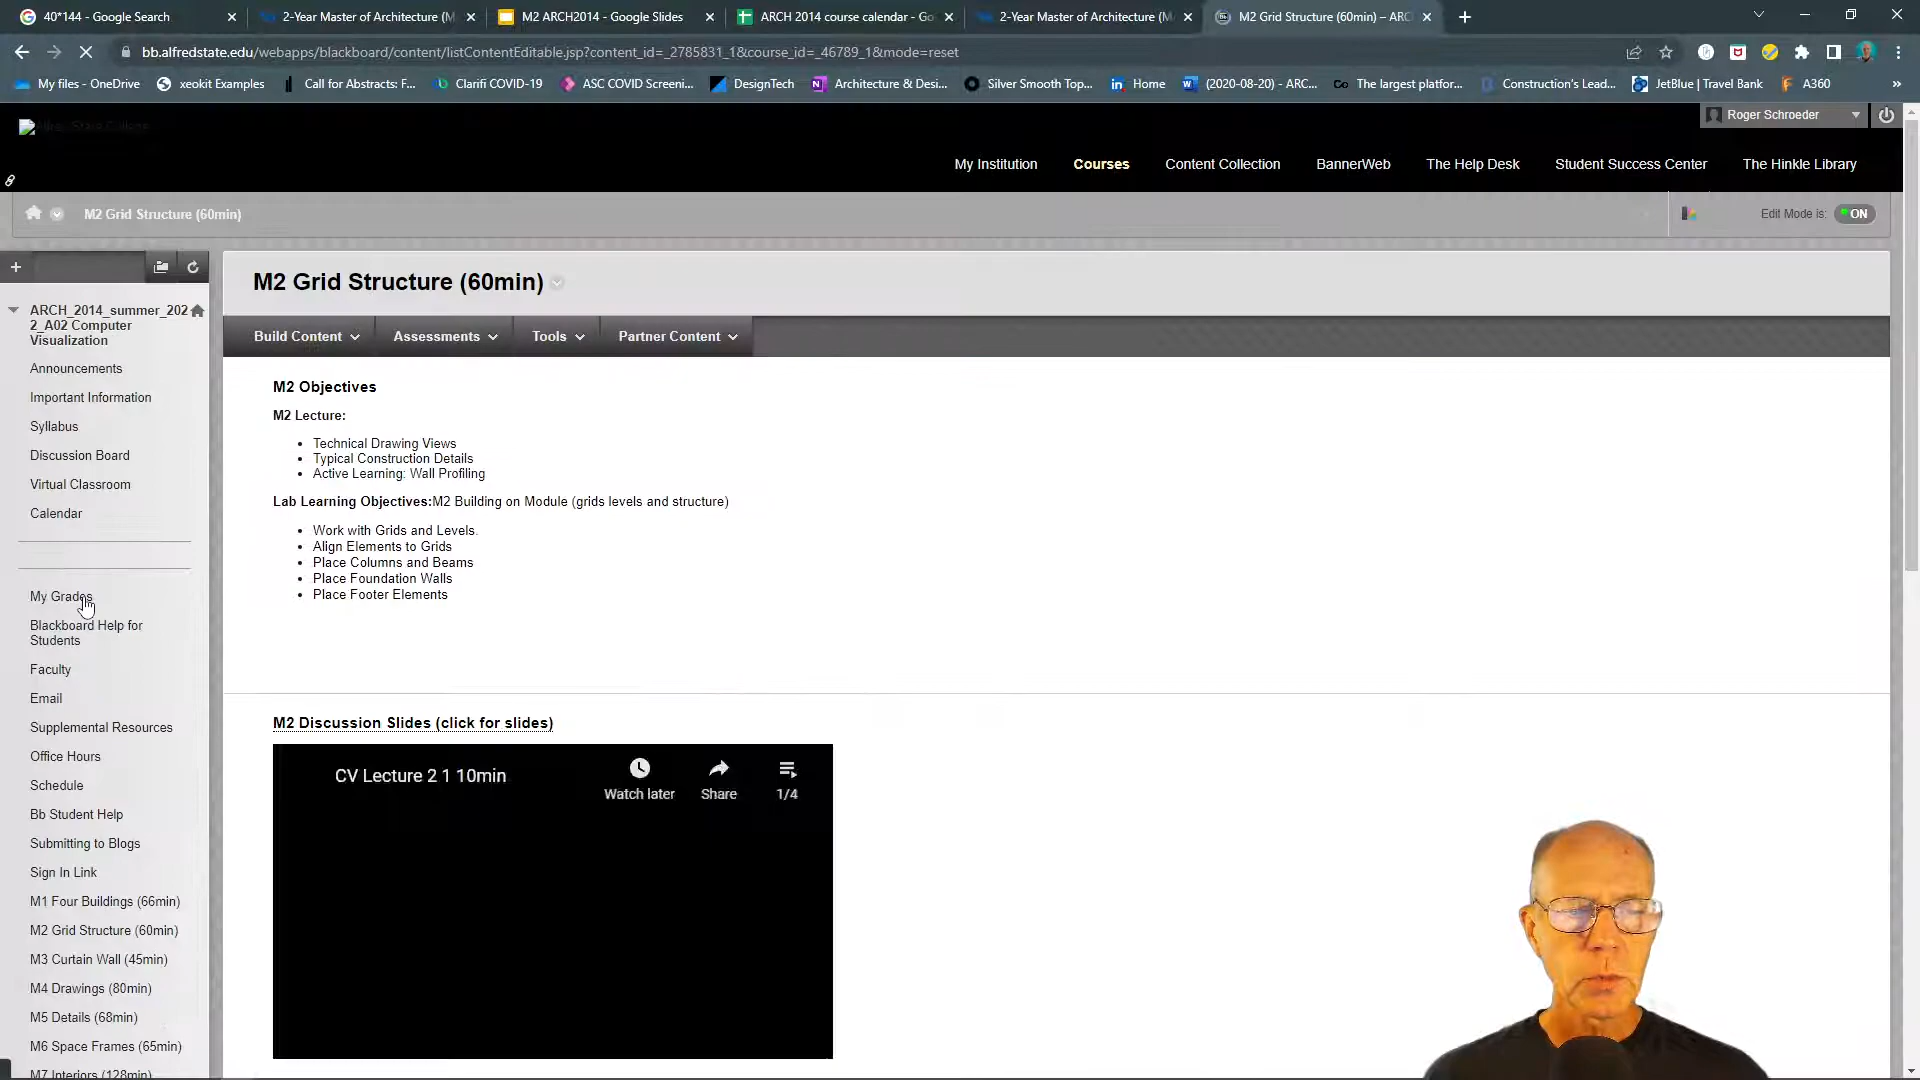 40*144 - Google Search
2-Year Master of Architecture (M
M2 ARCH2014 - Google Slides
ARCH 2014 course calendar - Go
2-Year Master of Architecture (M
M2 Grid Structure (60min) – ARC
bb.alfredstate.edu/webapps/blackboard/content/listContentEditable.jsp?content_id=_2785831_1&course_id=_46789_1&mode=reset
My files - OneDrive
xeokit Examples
Call for Abstracts: F...
Clarifi COVID-19
ASC COVID Screeni...
DesignTech
Architecture & Desi...
Silver Smooth Top...
Home
(2020-08-20) - ARC...
The largest platfor...
Construction's Lead...
JetBlue | Travel Bank
A360
Roger Schroeder
My Institution
Courses
Content Collection
BannerWeb
The Help Desk
Student Success Center
The Hinkle Library
M2 Grid Structure (60min)
Edit Mode is:
ON
ARCH_2014_summer_202
2_A02 Computer
Visualization
Announcements
Important Information
Syllabus
Discussion Board
Virtual Classroom
Calendar
My Grades
Blackboard Help for
Students
Faculty
Email
Supplemental Resources
Office Hours
Schedule
Bb Student Help
Submitting to Blogs
Sign In Link
M1 Four Buildings (66min)
M2 Grid Structure (60min)
M3 Curtain Wall (45min)
M4 Drawings (80min)
M5 Details (68min)
M6 Space Frames (65min)
M7 Interiors (128min)
M2 Grid Structure (60min)
Build Content
Assessments
Tools
Partner Content
M2 Objectives
M2 Lecture:
Technical Drawing Views
Typical Construction Details
Active Learning: Wall Profiling
Lab Learning Objectives:M2 Building on Module (grids levels and structure)
Work with Grids and Levels.
Align Elements to Grids
Place Columns and Beams
Place Foundation Walls
Place Footer Elements
M2 Discussion Slides (click for slides)
CV Lecture 2 1 10min
Watch later
Share
1/4